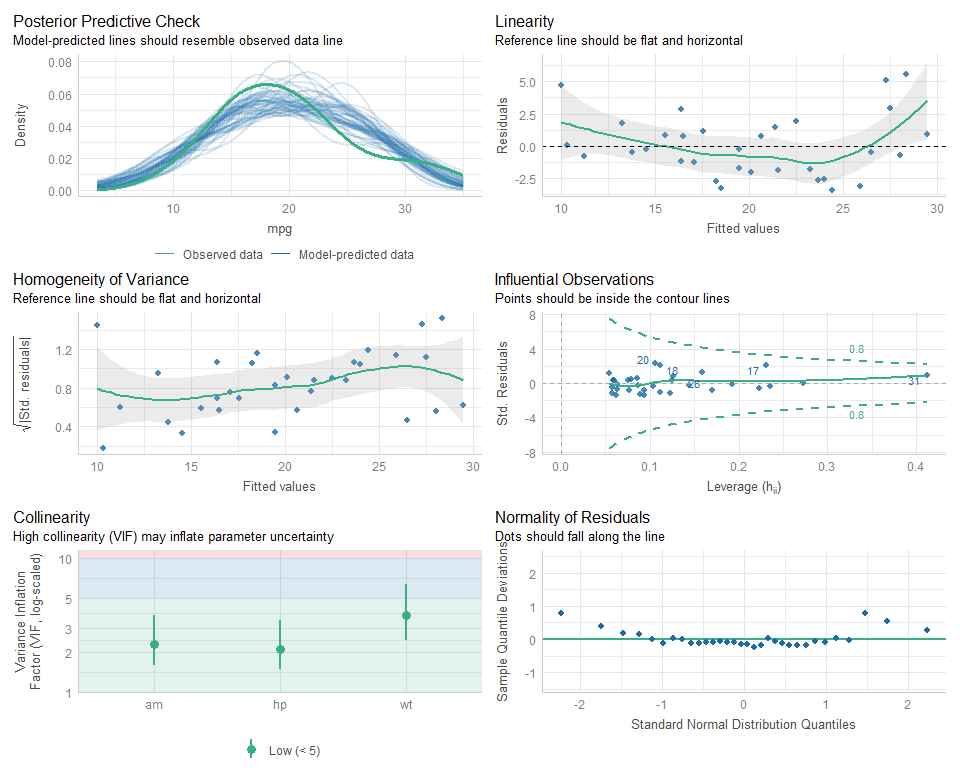 Posterior Predictive Check
Model-predicted lines should resemble observed data line
Density
0.08
0.06
0.04
0.02
0.00
10 20 30
mpg
Observed data Model-predicted data
Linearity
Reference line should be flat and horizontal
Residuals
5.0
2.5
0.0
-2.5
10 15 20 25 30
Fitted values
Homogeneity of Variance
Reference line should be flat and horizontal
√|Std. residuals|
1.2
0.8
0.4
10 15 20 25 30
Fitted values
Influential Observations
Points should be inside the contour lines
Std. Residuals
8
4
0
-4
-8
0.8
20
18
17
28
31
0.8
0.0 0.1 0.2 0.3 0.4
Leverage (hii)
Collinearity
High collinearity (VIF) may inflate parameter uncertainty
Variance Inflation
Factor (VIF, log-scaled)
10
5
3
2
1
am hp wt
Low (< 5)
Normality of Residuals
Dots should fall along the line
Sample Quantile Deviations
2
1
0
-1
-2 -1 0 1 2
Standard Normal Distribution Quantiles